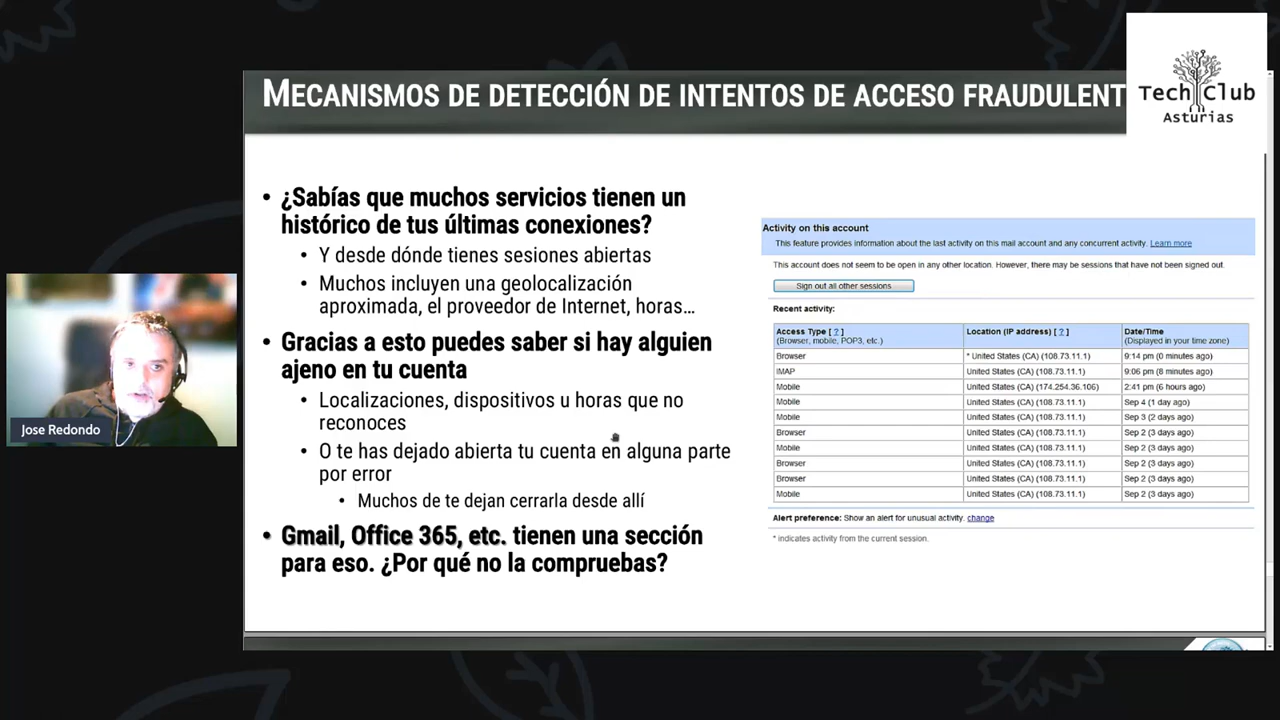 MECANISMOS DE DETECCIÓN DE INTENTOS DE ACCESO FRAUDULENT
Tech Club
Asturias
• ¿Sabías que muchos servicios tienen un
histórico de tus últimas conexiones?
• Y desde dónde tienes sesiones abiertas
• Muchos incluyen una geolocalización
aproximada, el proveedor de Internet, horas…
• Gracias a esto puedes saber si hay alguien
ajeno en tu cuenta
• Localizaciones, dispositivos u horas que no
reconoces
• O te has dejado abierta tu cuenta en alguna parte
por error
• Muchos de te dejan cerrarla desde allí
• Gmail, Office 365, etc. tienen una sección
para eso. ¿Por qué no la compruebas?
Jose Redondo
Activity on this account
This feature provides information about the last activity on this mail account and any concurrent activity. Learn more
This account does not seem to be open in any other location. However, there may be sessions that have not been signed out.
Sign out all other sessions
Recent activity:
Access Type [ ? ] Location (IP address) [ ? ] Date/Time
(Browser, mobile, POP3, etc.) (Displayed in your time zone)
Browser * United States (CA) (108.73.11.1) 9:14 pm (0 minutes ago)
IMAP United States (CA) (108.73.11.1) 9:06 pm (8 minutes ago)
Mobile United States (CA) (174.254.36.106) 2:41 pm (6 hours ago)
Mobile United States (CA) (108.73.11.1) Sep 4 (1 day ago)
Mobile United States (CA) (108.73.11.1) Sep 3 (2 days ago)
Browser United States (CA) (108.73.11.1) Sep 2 (3 days ago)
Mobile United States (CA) (108.73.11.1) Sep 2 (3 days ago)
Browser United States (CA) (108.73.11.1) Sep 2 (3 days ago)
Browser United States (CA) (108.73.11.1) Sep 2 (3 days ago)
Mobile United States (CA) (108.73.11.1) Sep 2 (3 days ago)
Alert preference: Show an alert for unusual activity. change
* indicates activity from the current session.